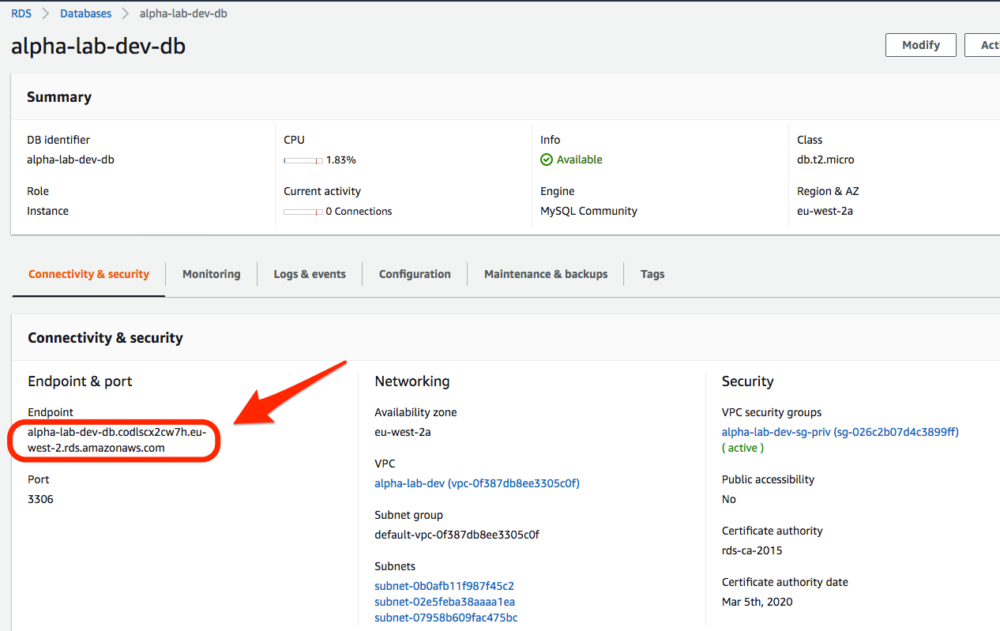 RDS > Databases > alpha-lab-dev-db
alpha-lab-dev-db
Modify
Summary
DB identifier
alpha-lab-dev-db
Role
Instance
CPU
1.83%
Current activity
0 Connections
Info
Available
Engine
MySQL Community
Class
db.t2.micro
Region & AZ
eu-west-2a
Connectivity & security
Monitoring
Logs & events
Configuration
Maintenance & backups
Tags
Connectivity & security
Endpoint & port
Endpoint
alpha-lab-dev-db.codlscx2cw7h.eu-
west-2.rds.amazonaws.com
Port
3306
Networking
Availability zone
eu-west-2a
VPC
alpha-lab-dev (vpc-0f387db8ee3305c0f)
Subnet group
default-vpc-0f387db8ee3305c0f
Subnets
subnet-0b0afb11f987f45c2
subnet-02e5feba38aaaa1ea
subnet-07958b609fac475bc
Security
VPC security groups
alpha-lab-dev-sg-priv (sg-026c2b07d4c3899ff)
( active )
Public accessibility
No
Certificate authority
rds-ca-2015
Certificate authority date
Mar 5th, 2020